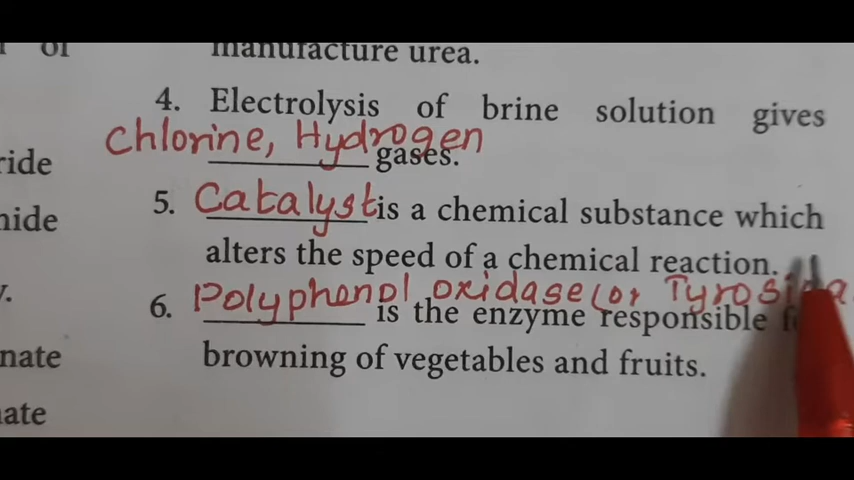 of
manufacture urea.
4. Electrolysis of brine solution gives
Chlorine, Hydrogen
gases.
ride
5. Catalyst is a chemical substance which
alters the speed of a chemical reaction.
6. Polyphenol oxidase (or
is the enzyme responsible
browning of vegetables and fruits.
nate
ate